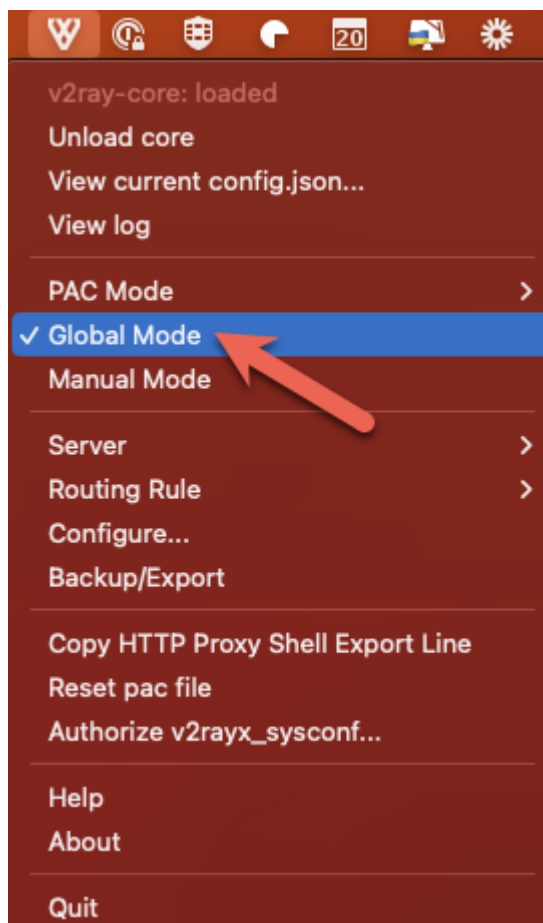 20
v2ray-core: loaded
Unload core
View current config.json...
View log
PAC Mode
Global Mode
Manual Mode
Server
Routing Rule
Configure...
Backup/Export
Copy HTTP Proxy Shell Export Line
Reset pac file
Authorize v2rayx_sysconf...
Help
About
Quit